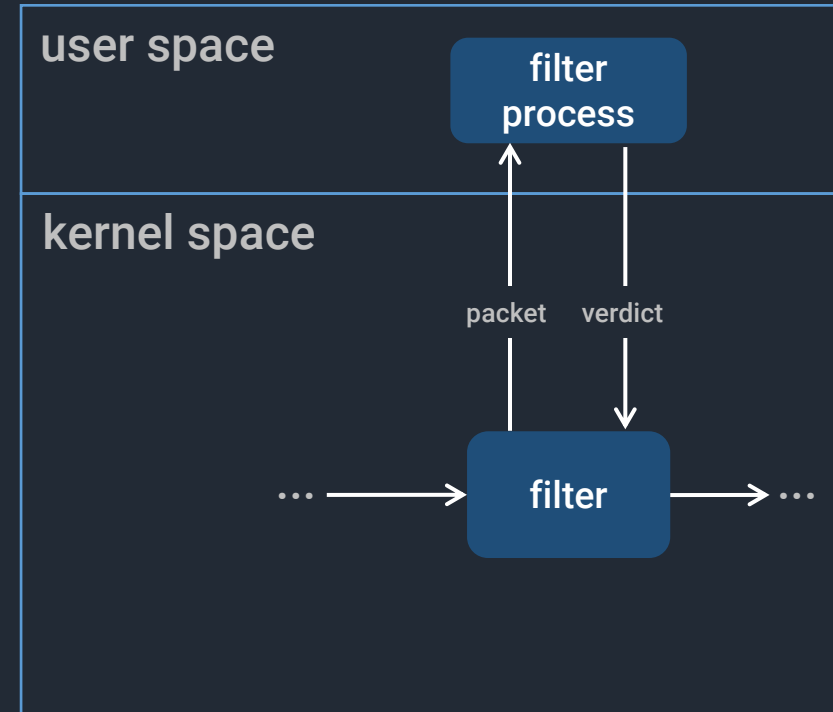 user space
filter
process
kernel space
packet verdict
... filter ...